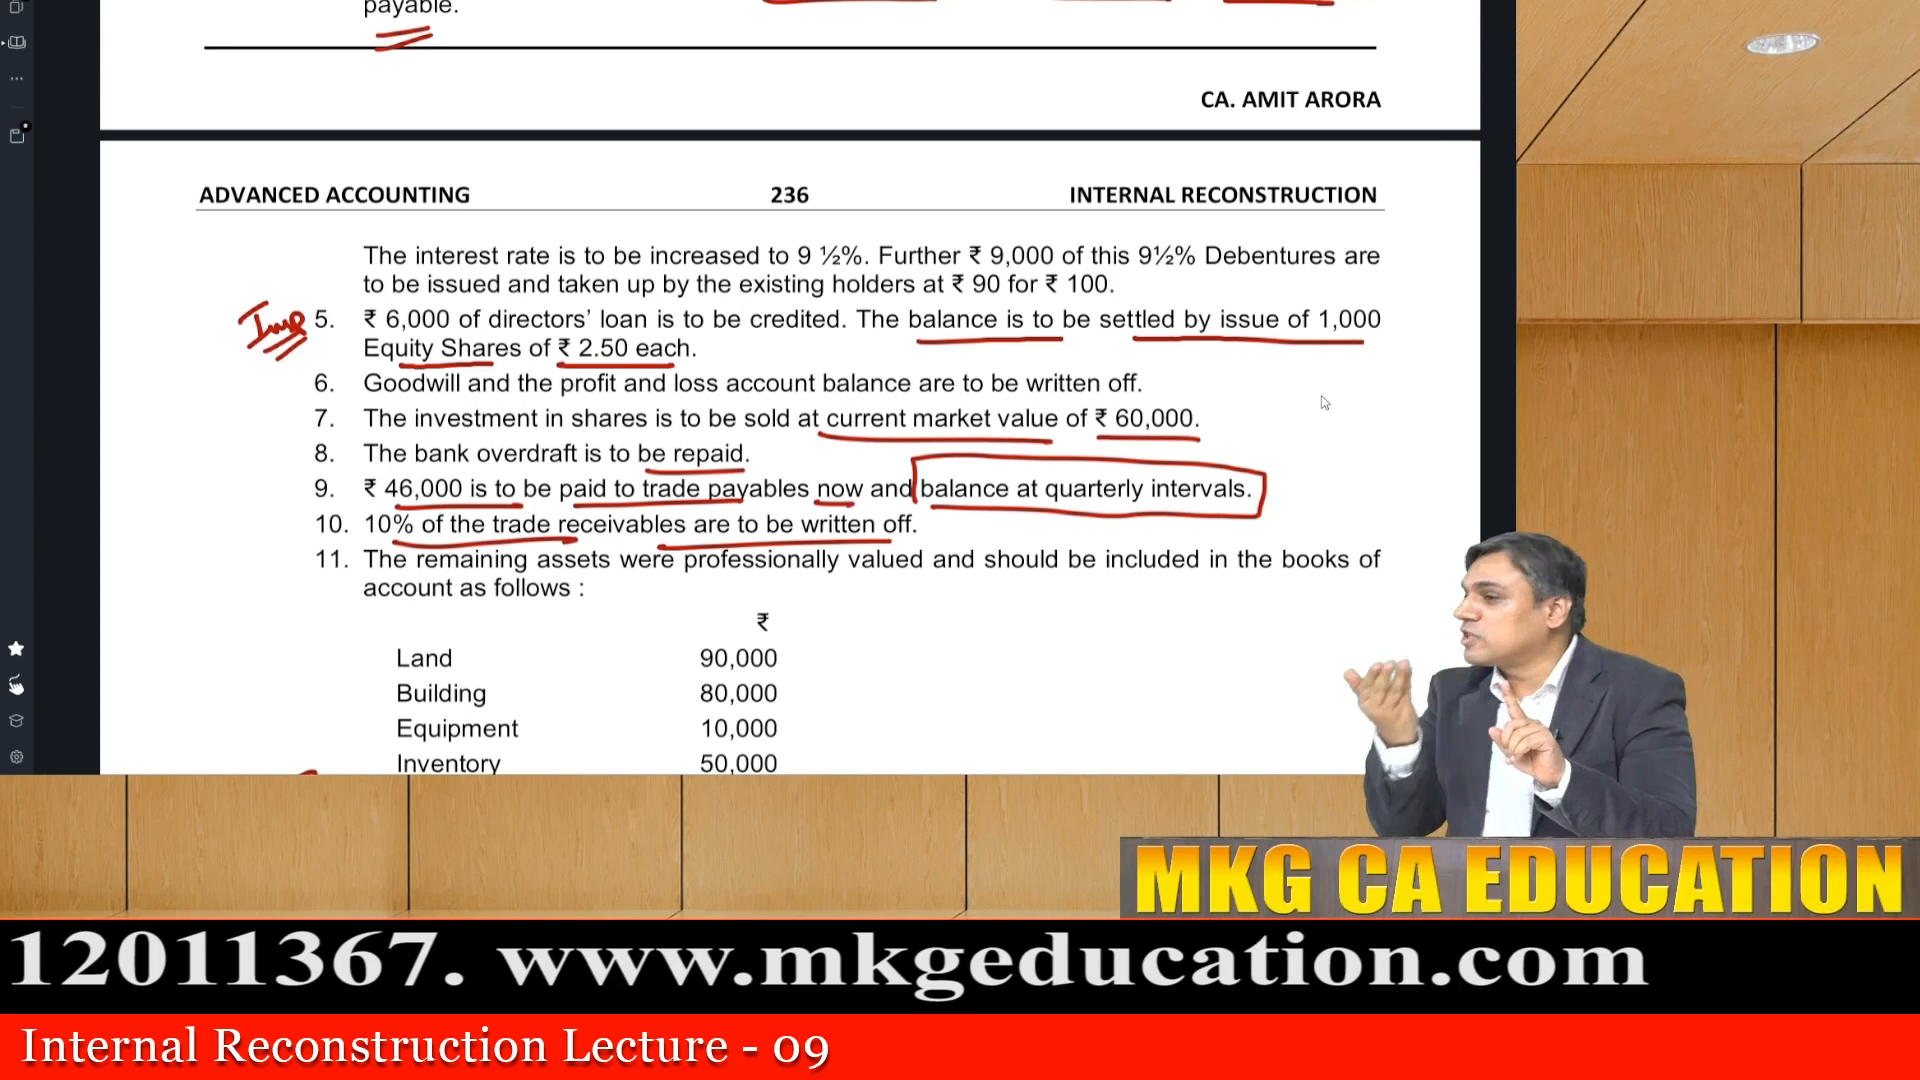 payable.
CA. AMIT ARORA
ADVANCED ACCOUNTING 236 INTERNAL RECONSTRUCTION
The interest rate is to be increased to 9 ½%. Further ₹ 9,000 of this 9½% Debentures are
to be issued and taken up by the existing holders at ₹ 90 for ₹ 100.
Imp 5. ₹ 6,000 of directors’ loan is to be credited. The balance is to be settled by issue of 1,000
Equity Shares of ₹ 2.50 each.
6. Goodwill and the profit and loss account balance are to be written off.
7. The investment in shares is to be sold at current market value of ₹ 60,000.
8. The bank overdraft is to be repaid.
9. ₹ 46,000 is to be paid to trade payables now and balance at quarterly intervals.
10. 10% of the trade receivables are to be written off.
11. The remaining assets were professionally valued and should be included in the books of
account as follows :
₹
Land 90,000
Building 80,000
Equipment 10,000
Inventory 50,000
MKG CA EDUCATION
12011367. www.mkgeducation.com
Internal Reconstruction Lecture - 09